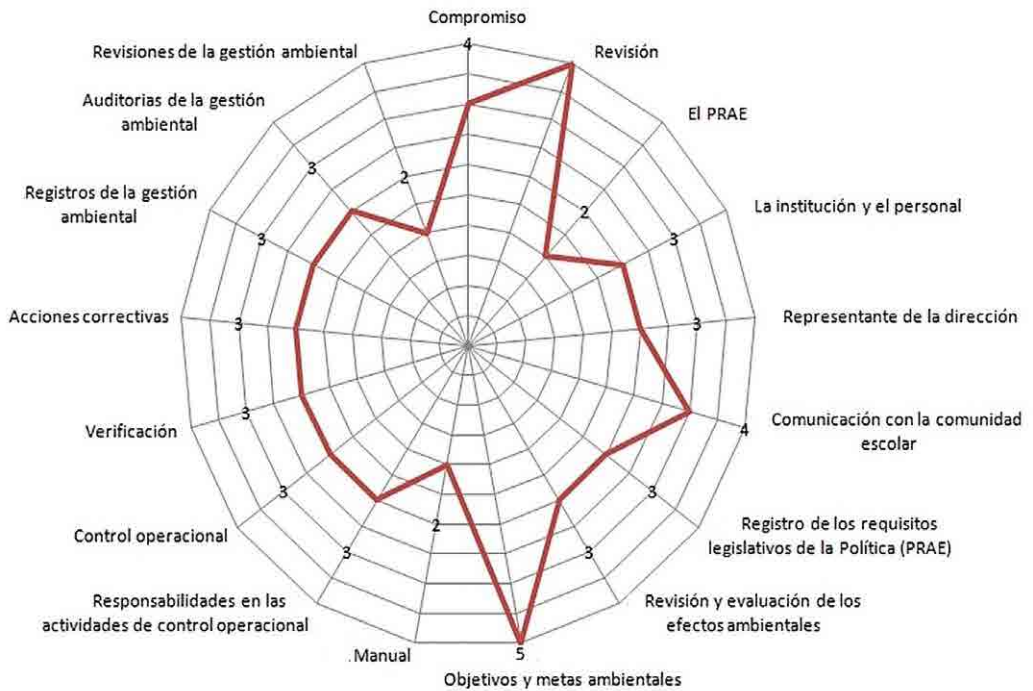 Compromiso
4
Revisión
El PRAE
2
La institución y el personal
3
Representante de la dirección
3
Comunicación con la comunidad
escolar
4
Registro de los requisitos
legislativos de la Política (PRAE)
3
Revisión y evaluación de los
efectos ambientales
3
Objetivos y metas ambientales
5
.Manual
2
Responsabilidades en las
actividades de control operacional
3
Control operacional
3
Verificación
3
Acciones correctivas
3
Registros de la gestión
ambiental
3
Auditorias de la gestión
ambiental
3
Revisiones de la gestión ambiental
2